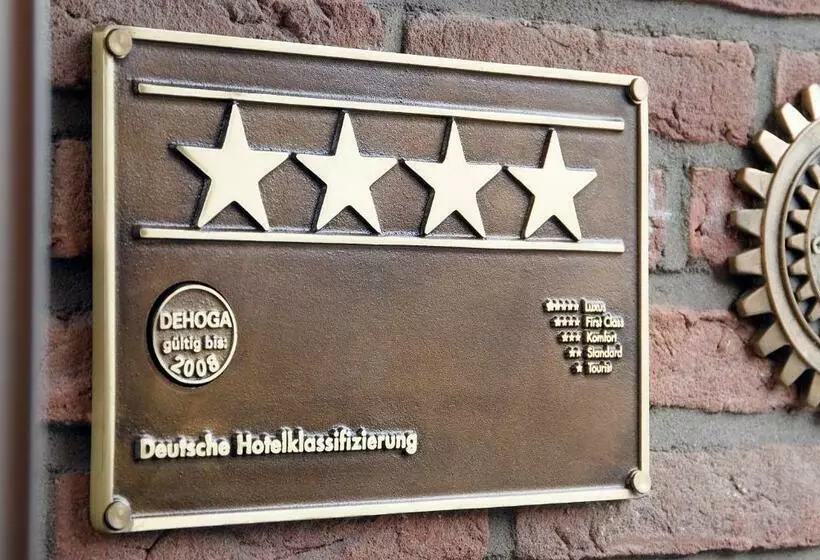 DEHOGA
gültig bis:
2008
Luxus
First Class
Komfort
Standard
Tourist
Deutsche Hotelklassifizierung